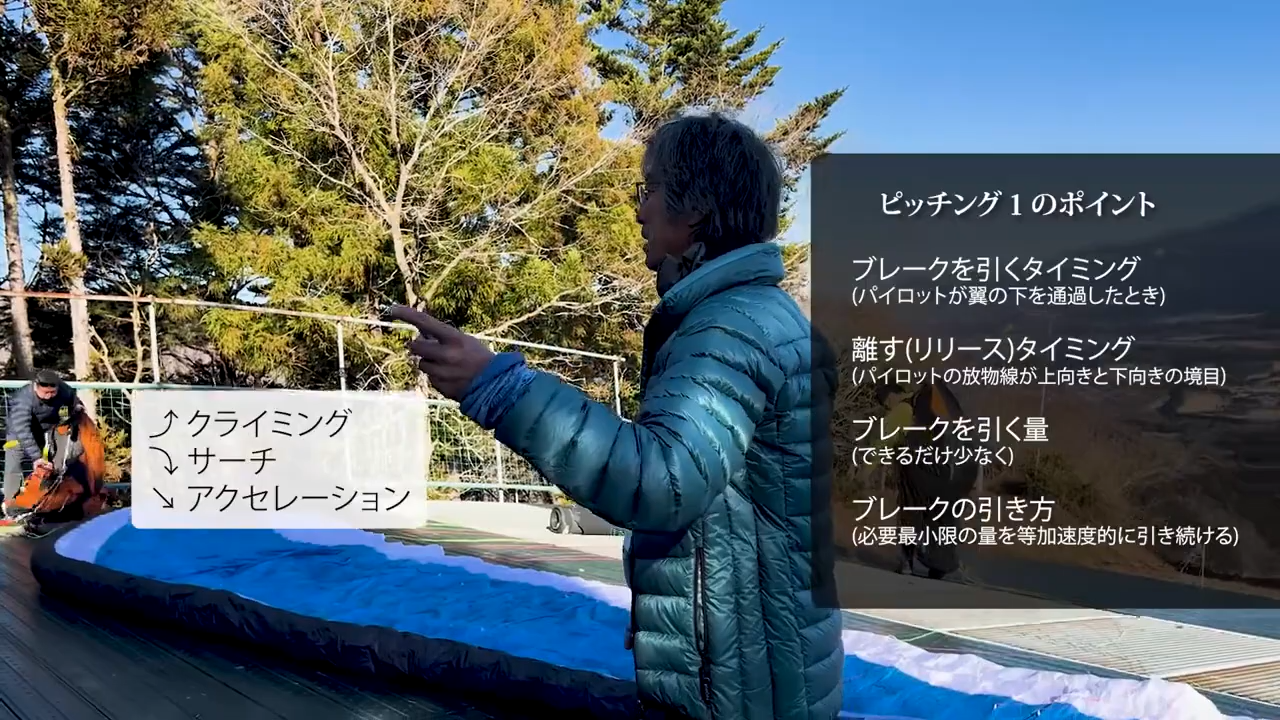 ピッチング1のポイント
ブレークを引くタイミング
(パイロットが翼の下を通過したとき)
離す(リリース)タイミング
(パイロットの放物線が上向きと下向きの境目)
ブレークを引く量
(できるだけ少なく)
ブレークの引き方
(必要最小限の量を等加速度的に引き続ける)
クライミング
サーチ
アクセレーション